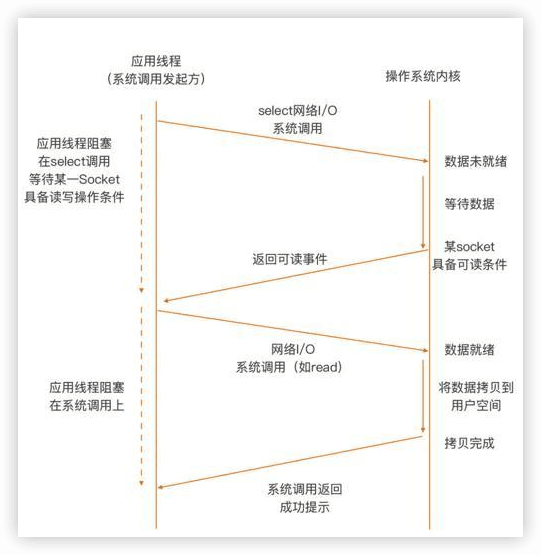 应用线程
（系统调用发起方）
操作系统内核
select网络I/O
系统调用
应用线程阻塞
在select调用
等待某一Socket
具备读写操作条件
数据未就绪
等待数据
某socket
具备可读条件
返回可读事件
网络I/O
系统调用（如read）
数据就绪
应用线程阻塞
在系统调用上
将数据拷贝到
用户空间
拷贝完成
系统调用返回
成功提示